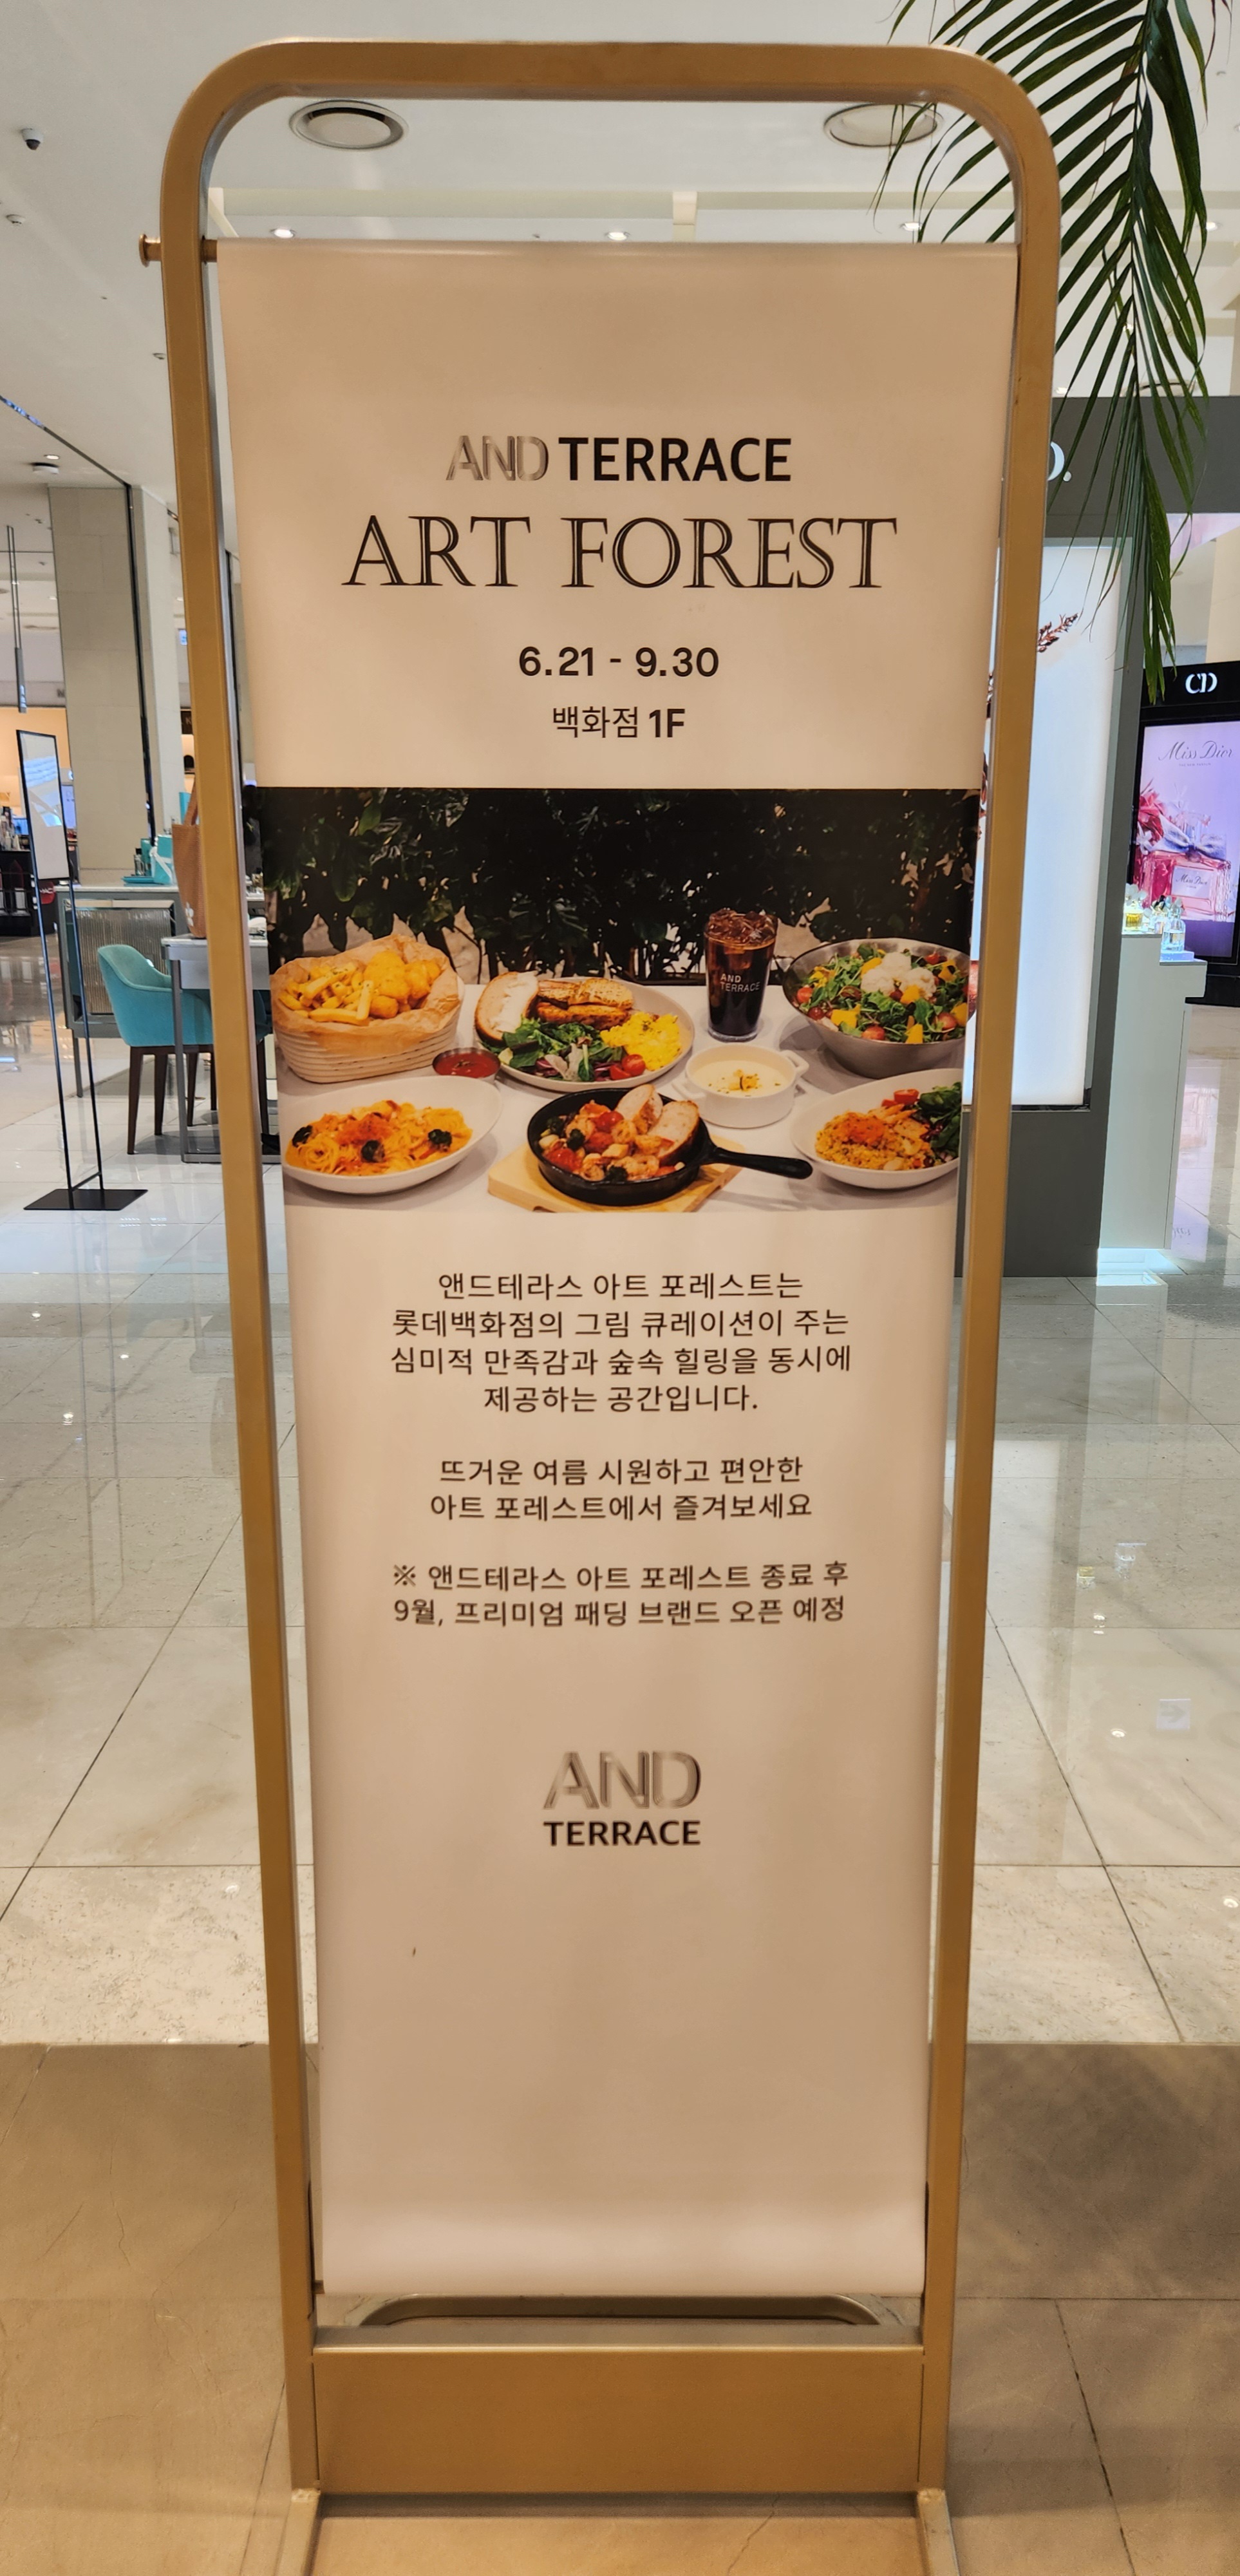 AND TERRACE
ART FOREST
6.21 - 9.30
백화점 1F
AND
TERRACE
앤드테라스 아트 포레스트는
롯데백화점의 그림 큐레이션이 주는
심미적 만족감과 숲속 힐링을 동시에
제공하는 공간입니다.
뜨거운 여름 시원하고 편안한
아트 포레스트에서 즐겨보세요
※ 앤드테라스 아트 포레스트 종료 후
9월, 프리미엄 패딩 브랜드 오픈 예정
AND
TERRACE
CD
Miss Dior